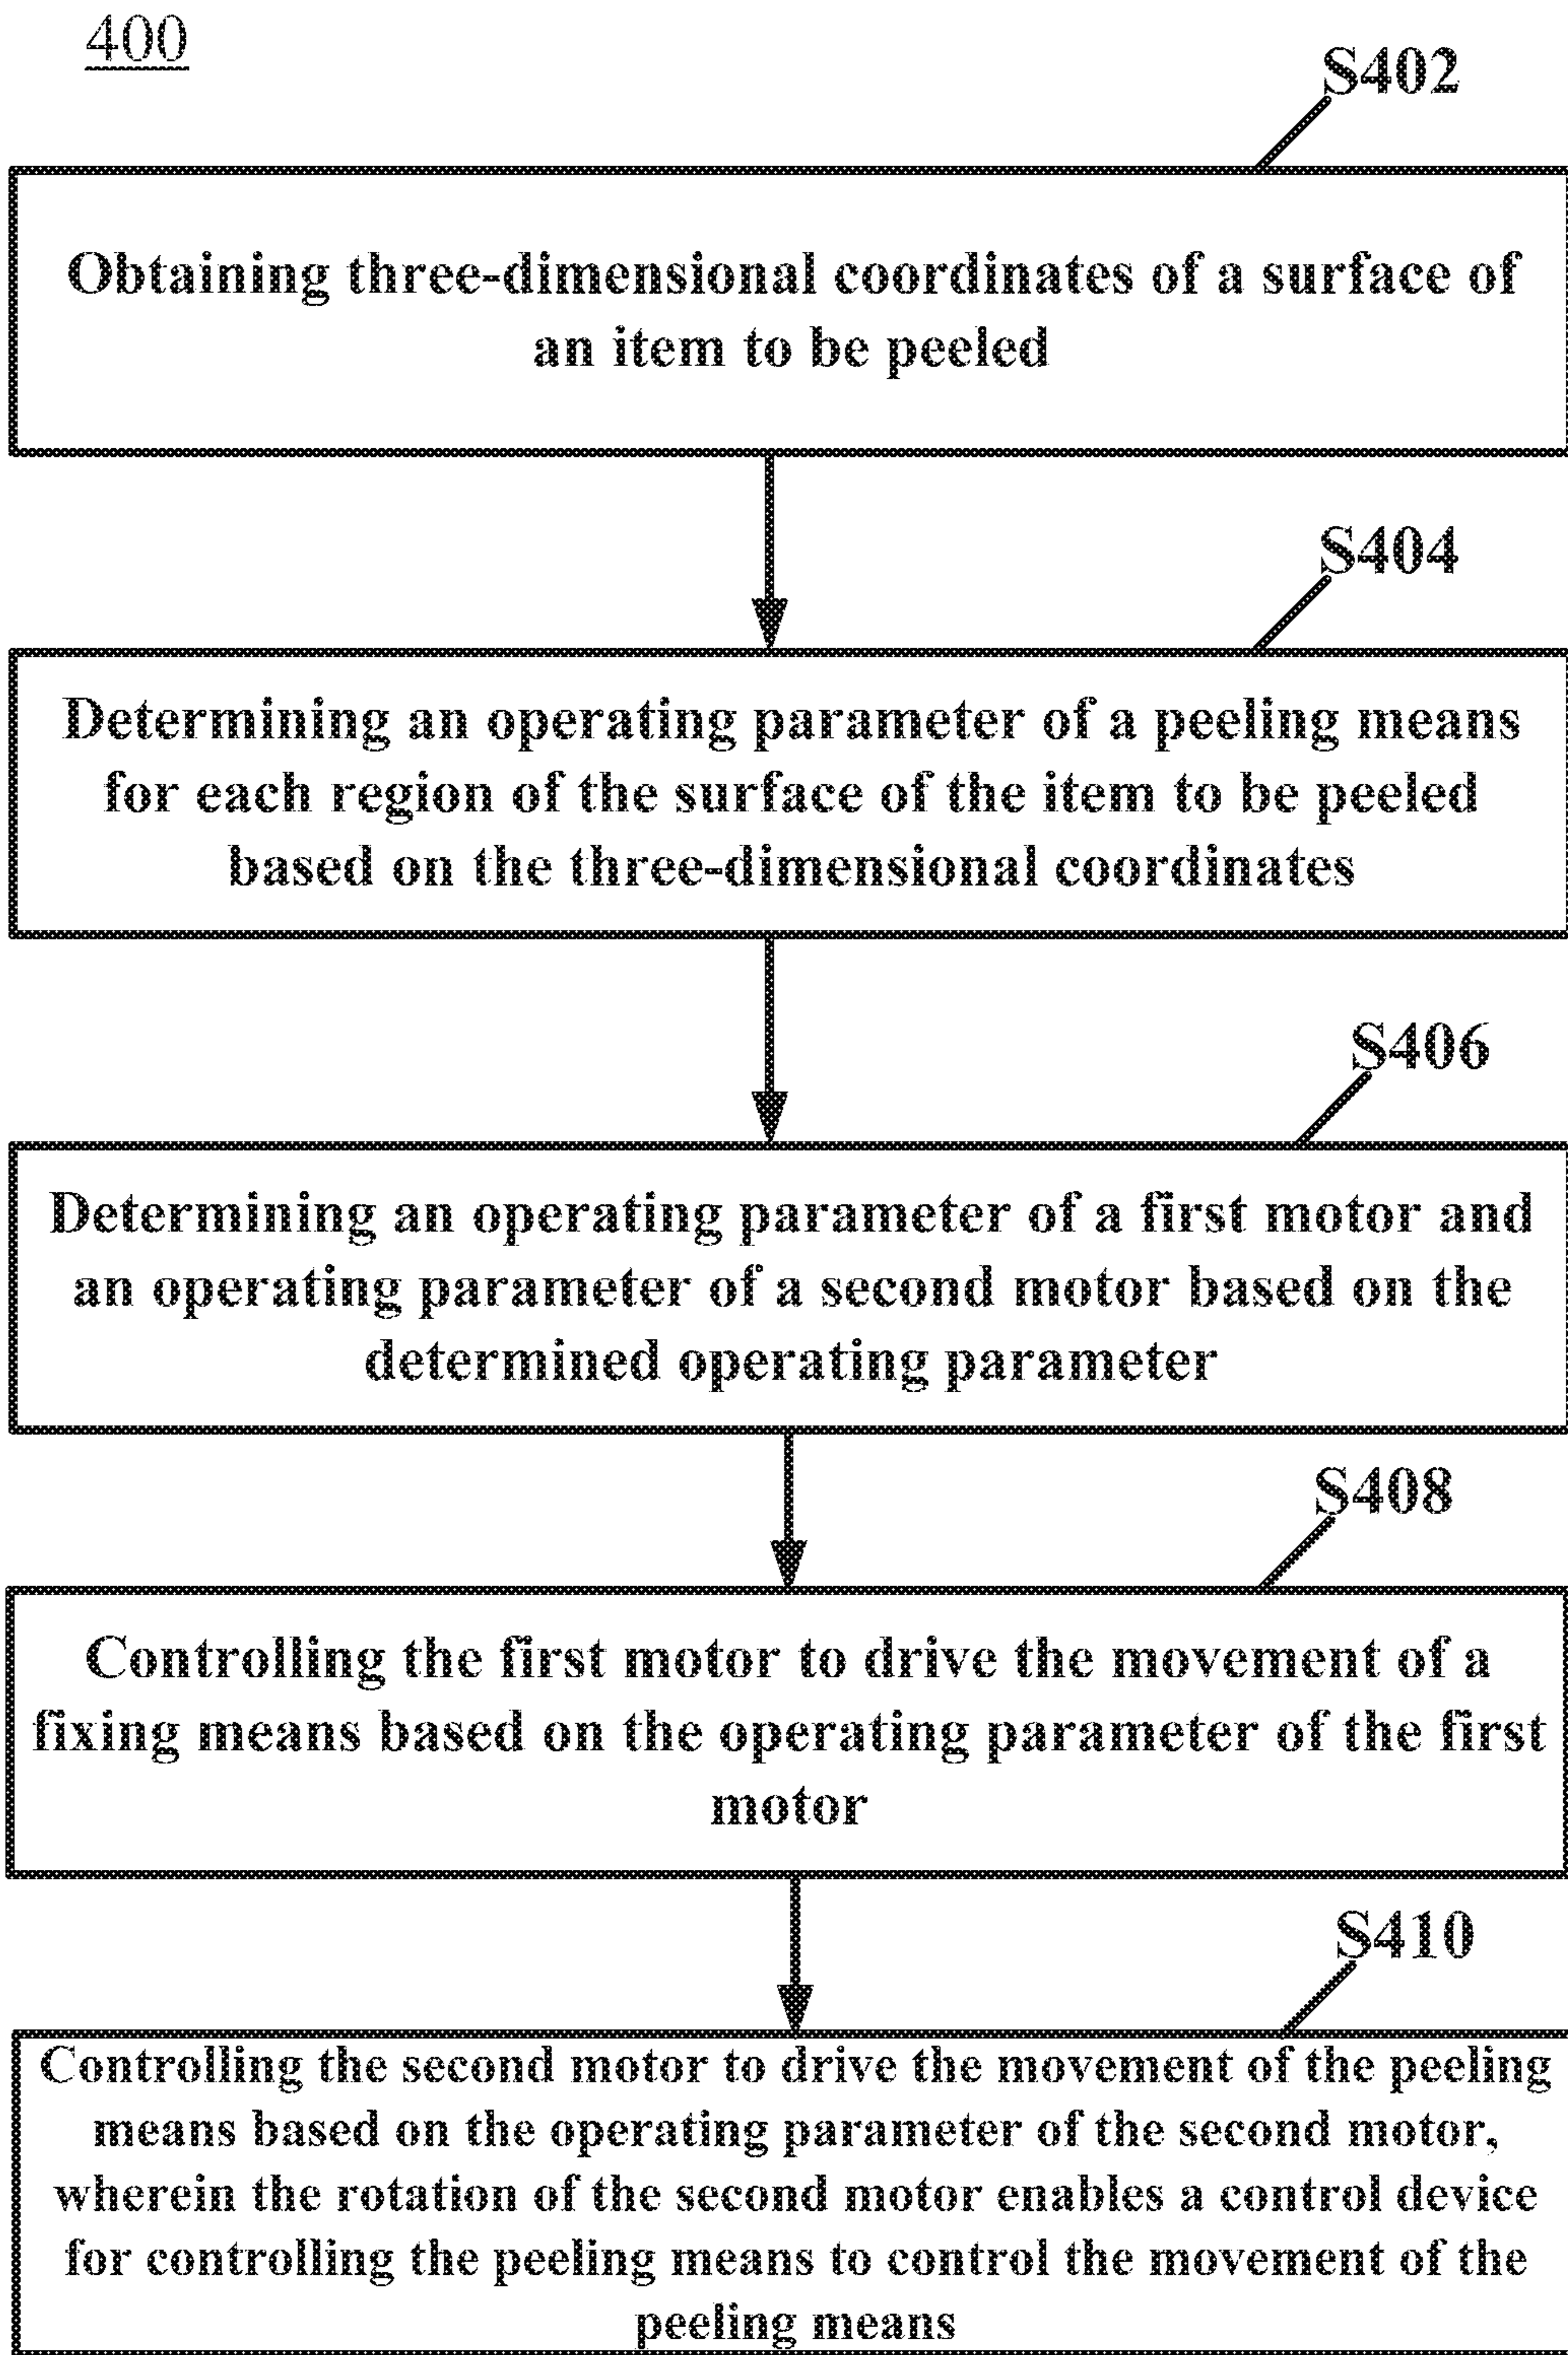 400
S402
Obtaining three-dimensional coordinates of a surface of
an item to be peeled
S404
Determining an operating parameter of a peeling means
for each region of the surface of the item to be peeled
based on the three-dimensional coordinates
S406
Determining an operating parameter of a first motor and
an operating parameter of a second motor based on the
determined operating parameter
S408
Controlling the first motor to drive the movement of a
fixing means based on the operating parameter of the first
motor
S410
Controlling the second motor to drive the movement of the peeling
means based on the operating parameter of the second motor,
wherein the rotation of the second motor enables a control device
for controlling the peeling means to control the movement of the
peeling means